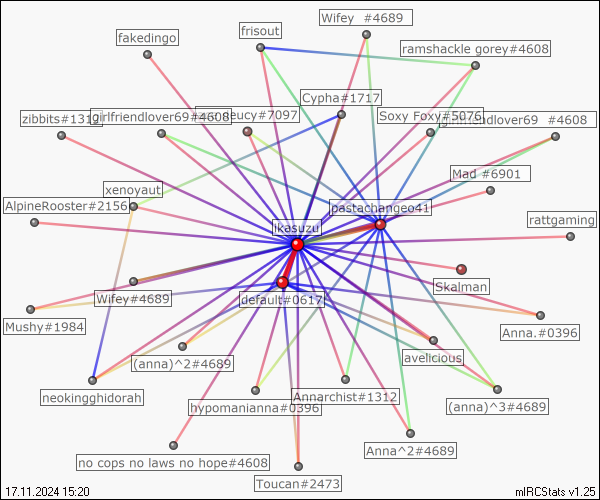 Wifey  #4689
frisout
fakedingo
ramshackle gorey#4608
Cypha#1717
zibbits#1312
girlfriendlover69#4608
eucy#7097
Soxy Foxy#5076
girlfriendlover69  #4608
Mad #6901
xenoyaut
AlpineRooster#2156
pastachangeo41
ikasuzu
rattgaming
Skalman
Wifey#4689
default#0617
Mushy#1984
Anna.#0396
avelicious
(anna)^2#4689
neokingghidorah
Annarchist#1312
hypomanianna#0396
(anna)^3#4689
Anna^2#4689
no cops no laws no hope#4608
Toucan#2473
17.11.2024 15:20
mIRCStats v1.25